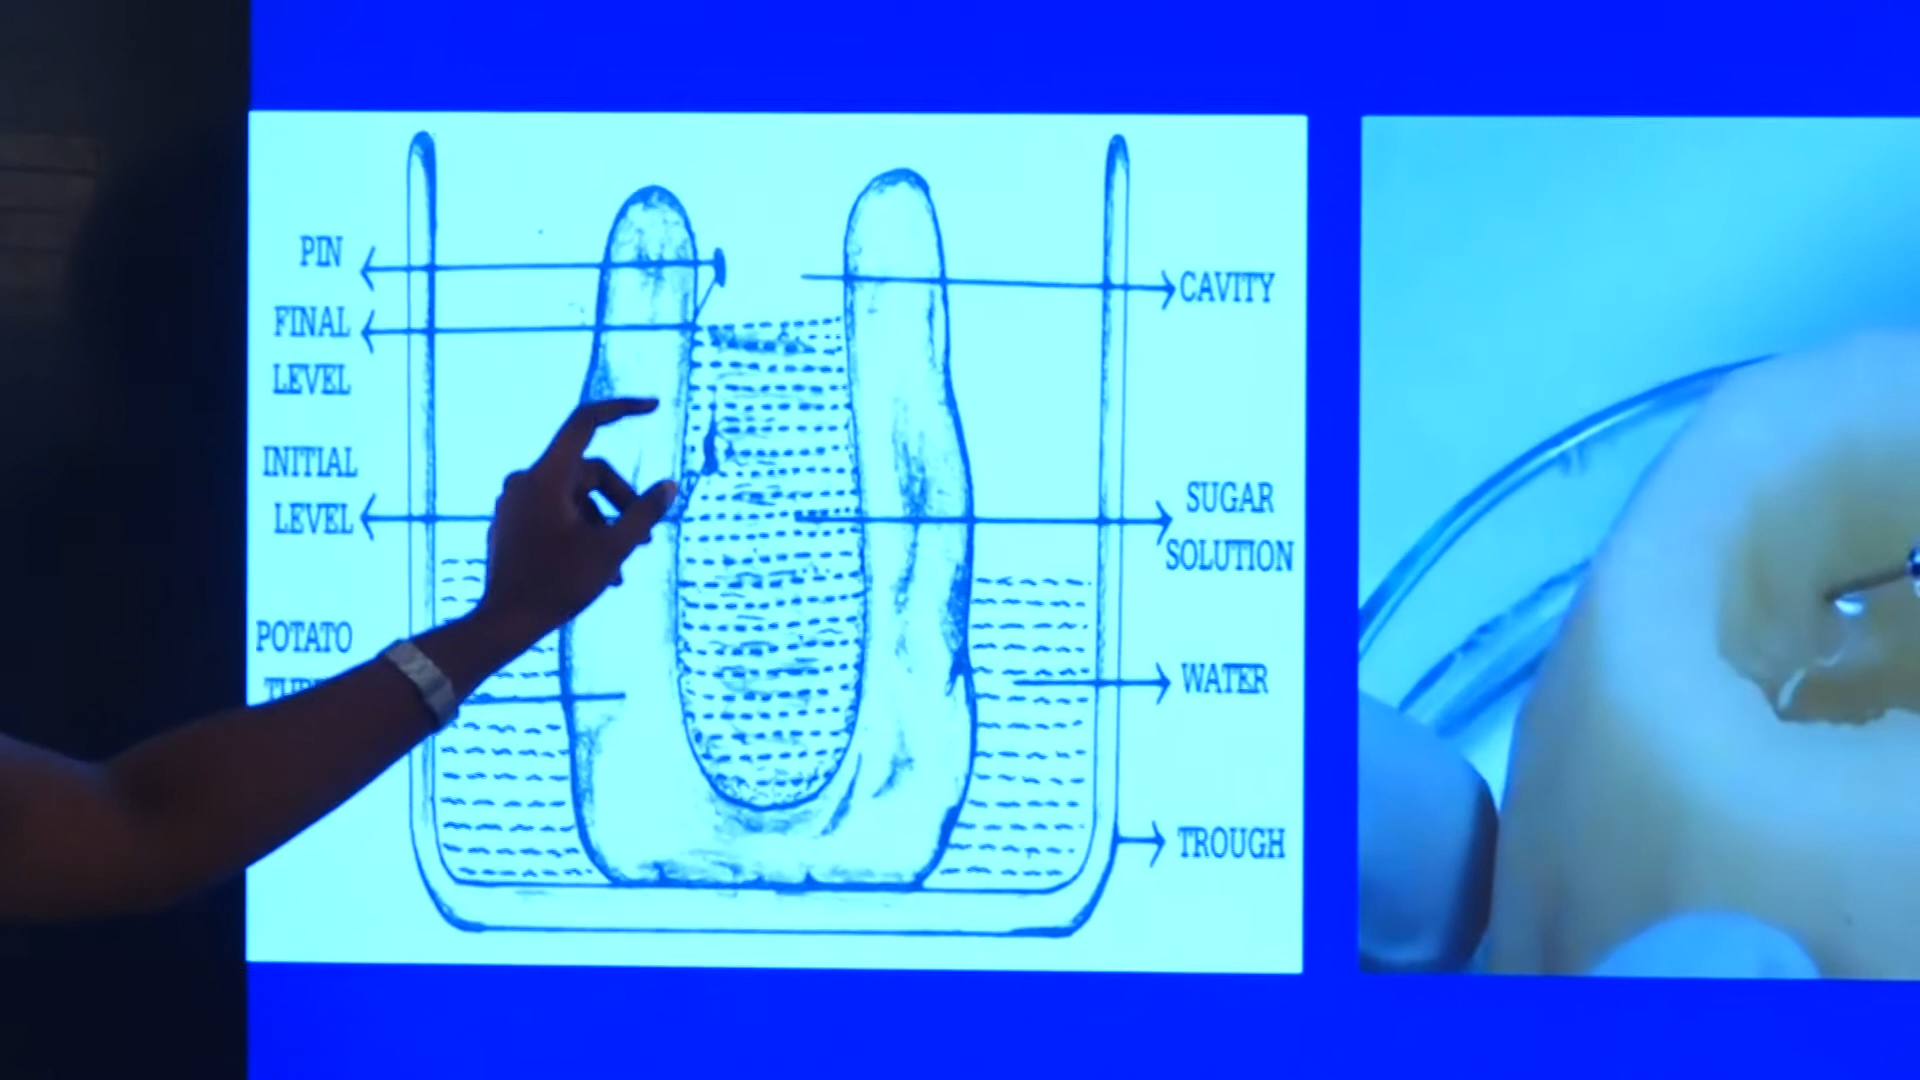 PIN
FINAL
LEVEL
INITIAL
LEVEL
POTATO
CAVITY
SUGAR
SOLUTION
WATER
TROUGH